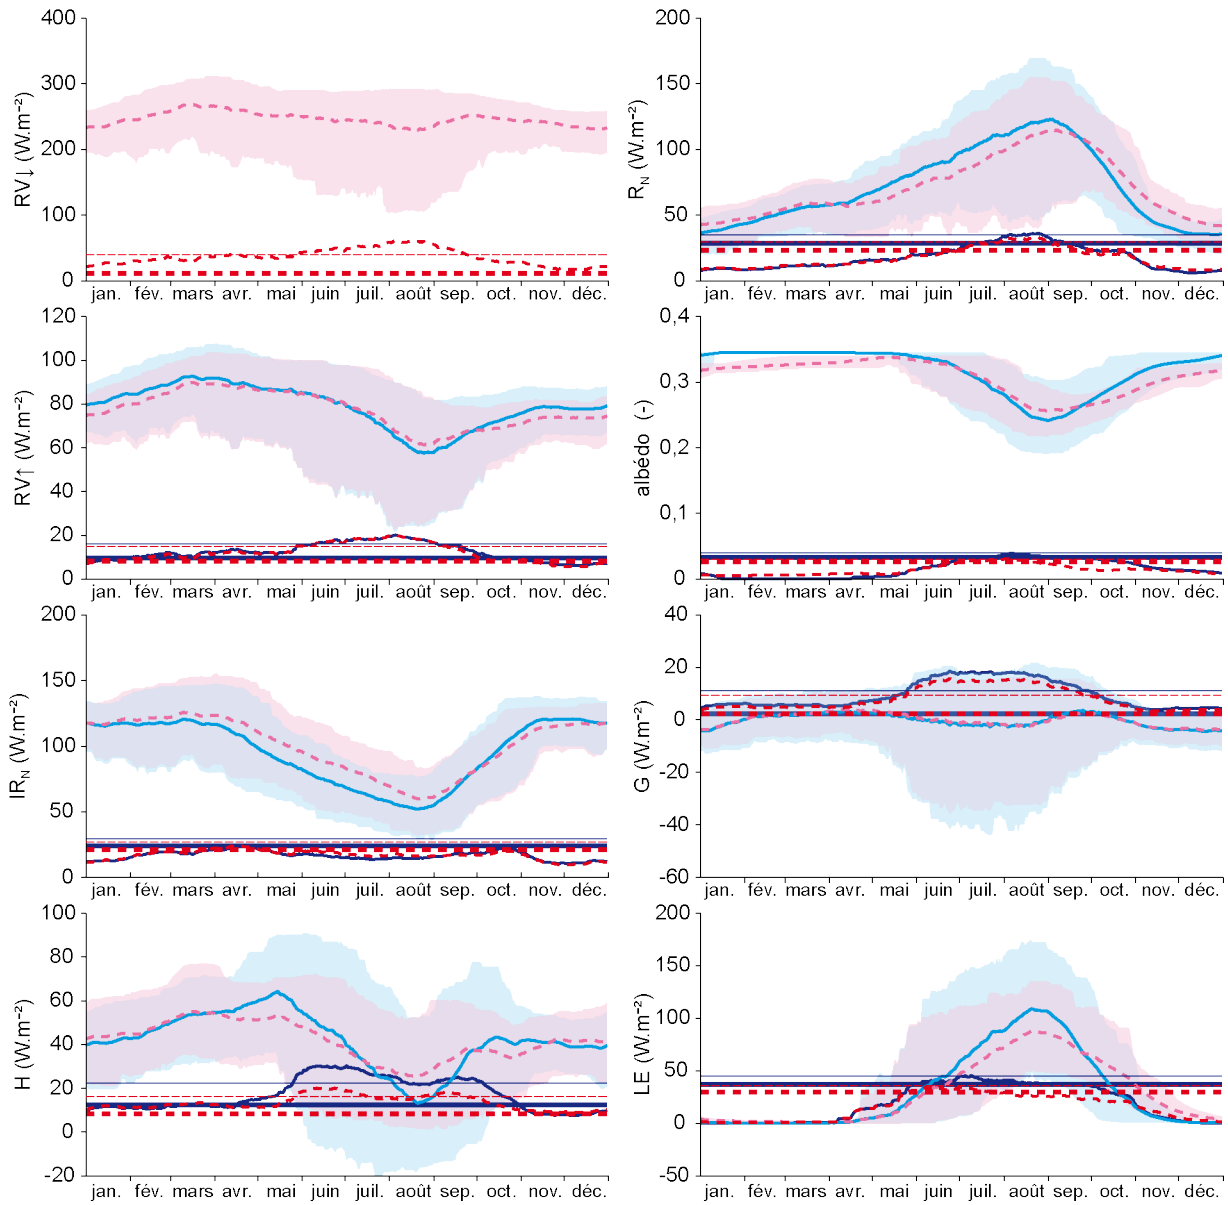 RV↓ (W.m⁻²)
400
300
200
100
0
jan. fév. mars avr. mai juin juil. août sep. oct. nov. déc.
R_N (W.m⁻²)
200
150
100
50
0
jan. fév. mars avr. mai juin juil. août sep. oct. nov. déc.
RV↑ (W.m⁻²)
120
100
80
60
40
20
0
jan. fév. mars avr. mai juin juil. août sep. oct. nov. déc.
albédo (-)
0,4
0,3
0,2
0,1
0
jan. fév. mars avr. mai juin juil. août sep. oct. nov. déc.
IR_N (W.m⁻²)
200
150
100
50
0
jan. fév. mars avr. mai juin juil. août sep. oct. nov. déc.
G (W.m⁻²)
40
20
0
-20
-40
-60
jan. fév. mars avr. mai juin juil. août sep. oct. nov. déc.
H (W.m⁻²)
100
80
60
40
20
0
-20
jan. fév. mars avr. mai juin juil. août sep. oct. nov. déc.
LE (W.m⁻²)
200
150
100
50
0
-50
jan. fév. mars avr. mai juin juil. août sep. oct. nov. déc.